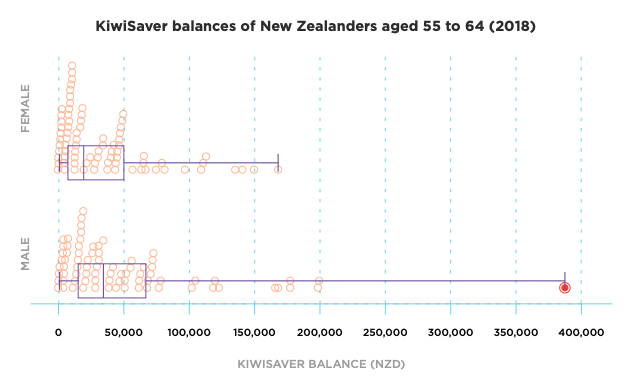 KiwiSaver balances of New Zealanders aged 55 to 64 (2018)
FEMALE
MALE
0 50,000 100,000 150,000 200,000 250,000 300,000 350,000 400,000
KIWISAVER BALANCE (NZD)